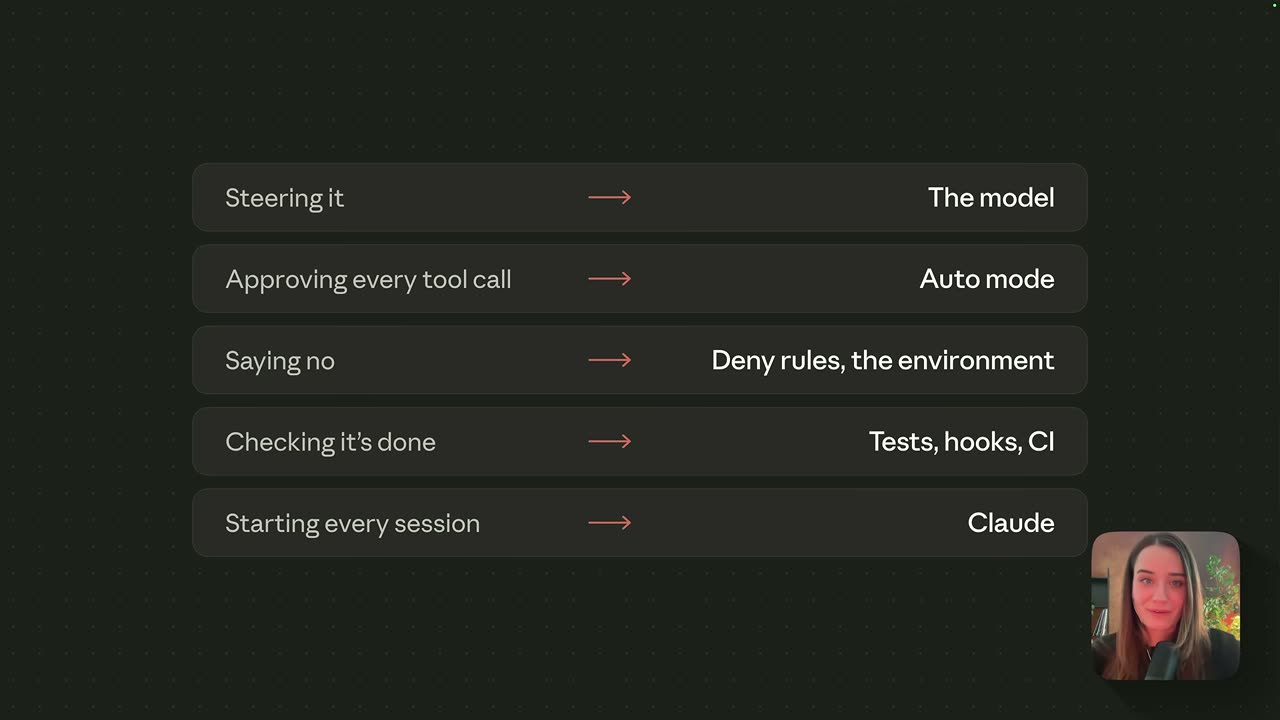 Steering it → The model
Approving every tool call → Auto mode
Saying no → Deny rules, the environment
Checking it's done → Tests, hooks, CI
Starting every session → Claude